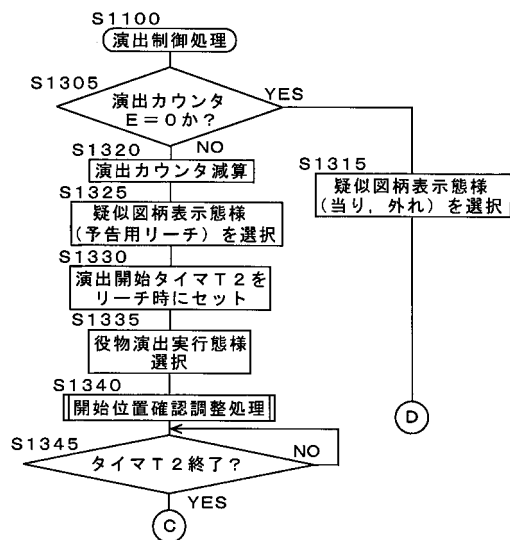 S1100
演出制御処理
S1305
演出カウンタ
E=0か?
YES
NO
S1320
演出カウンタ減算
S1315
疑似図柄表示態様
(当り,外れ)を選択
S1325
疑似図柄表示態様
(予告用リーチ)を選択
S1330
演出開始タイマT2を
リーチ時にセット
S1335
役物演出実行態様
選択
S1340
開始位置確認調整処理
D
S1345
タイマT2終了?
NO
YES
C